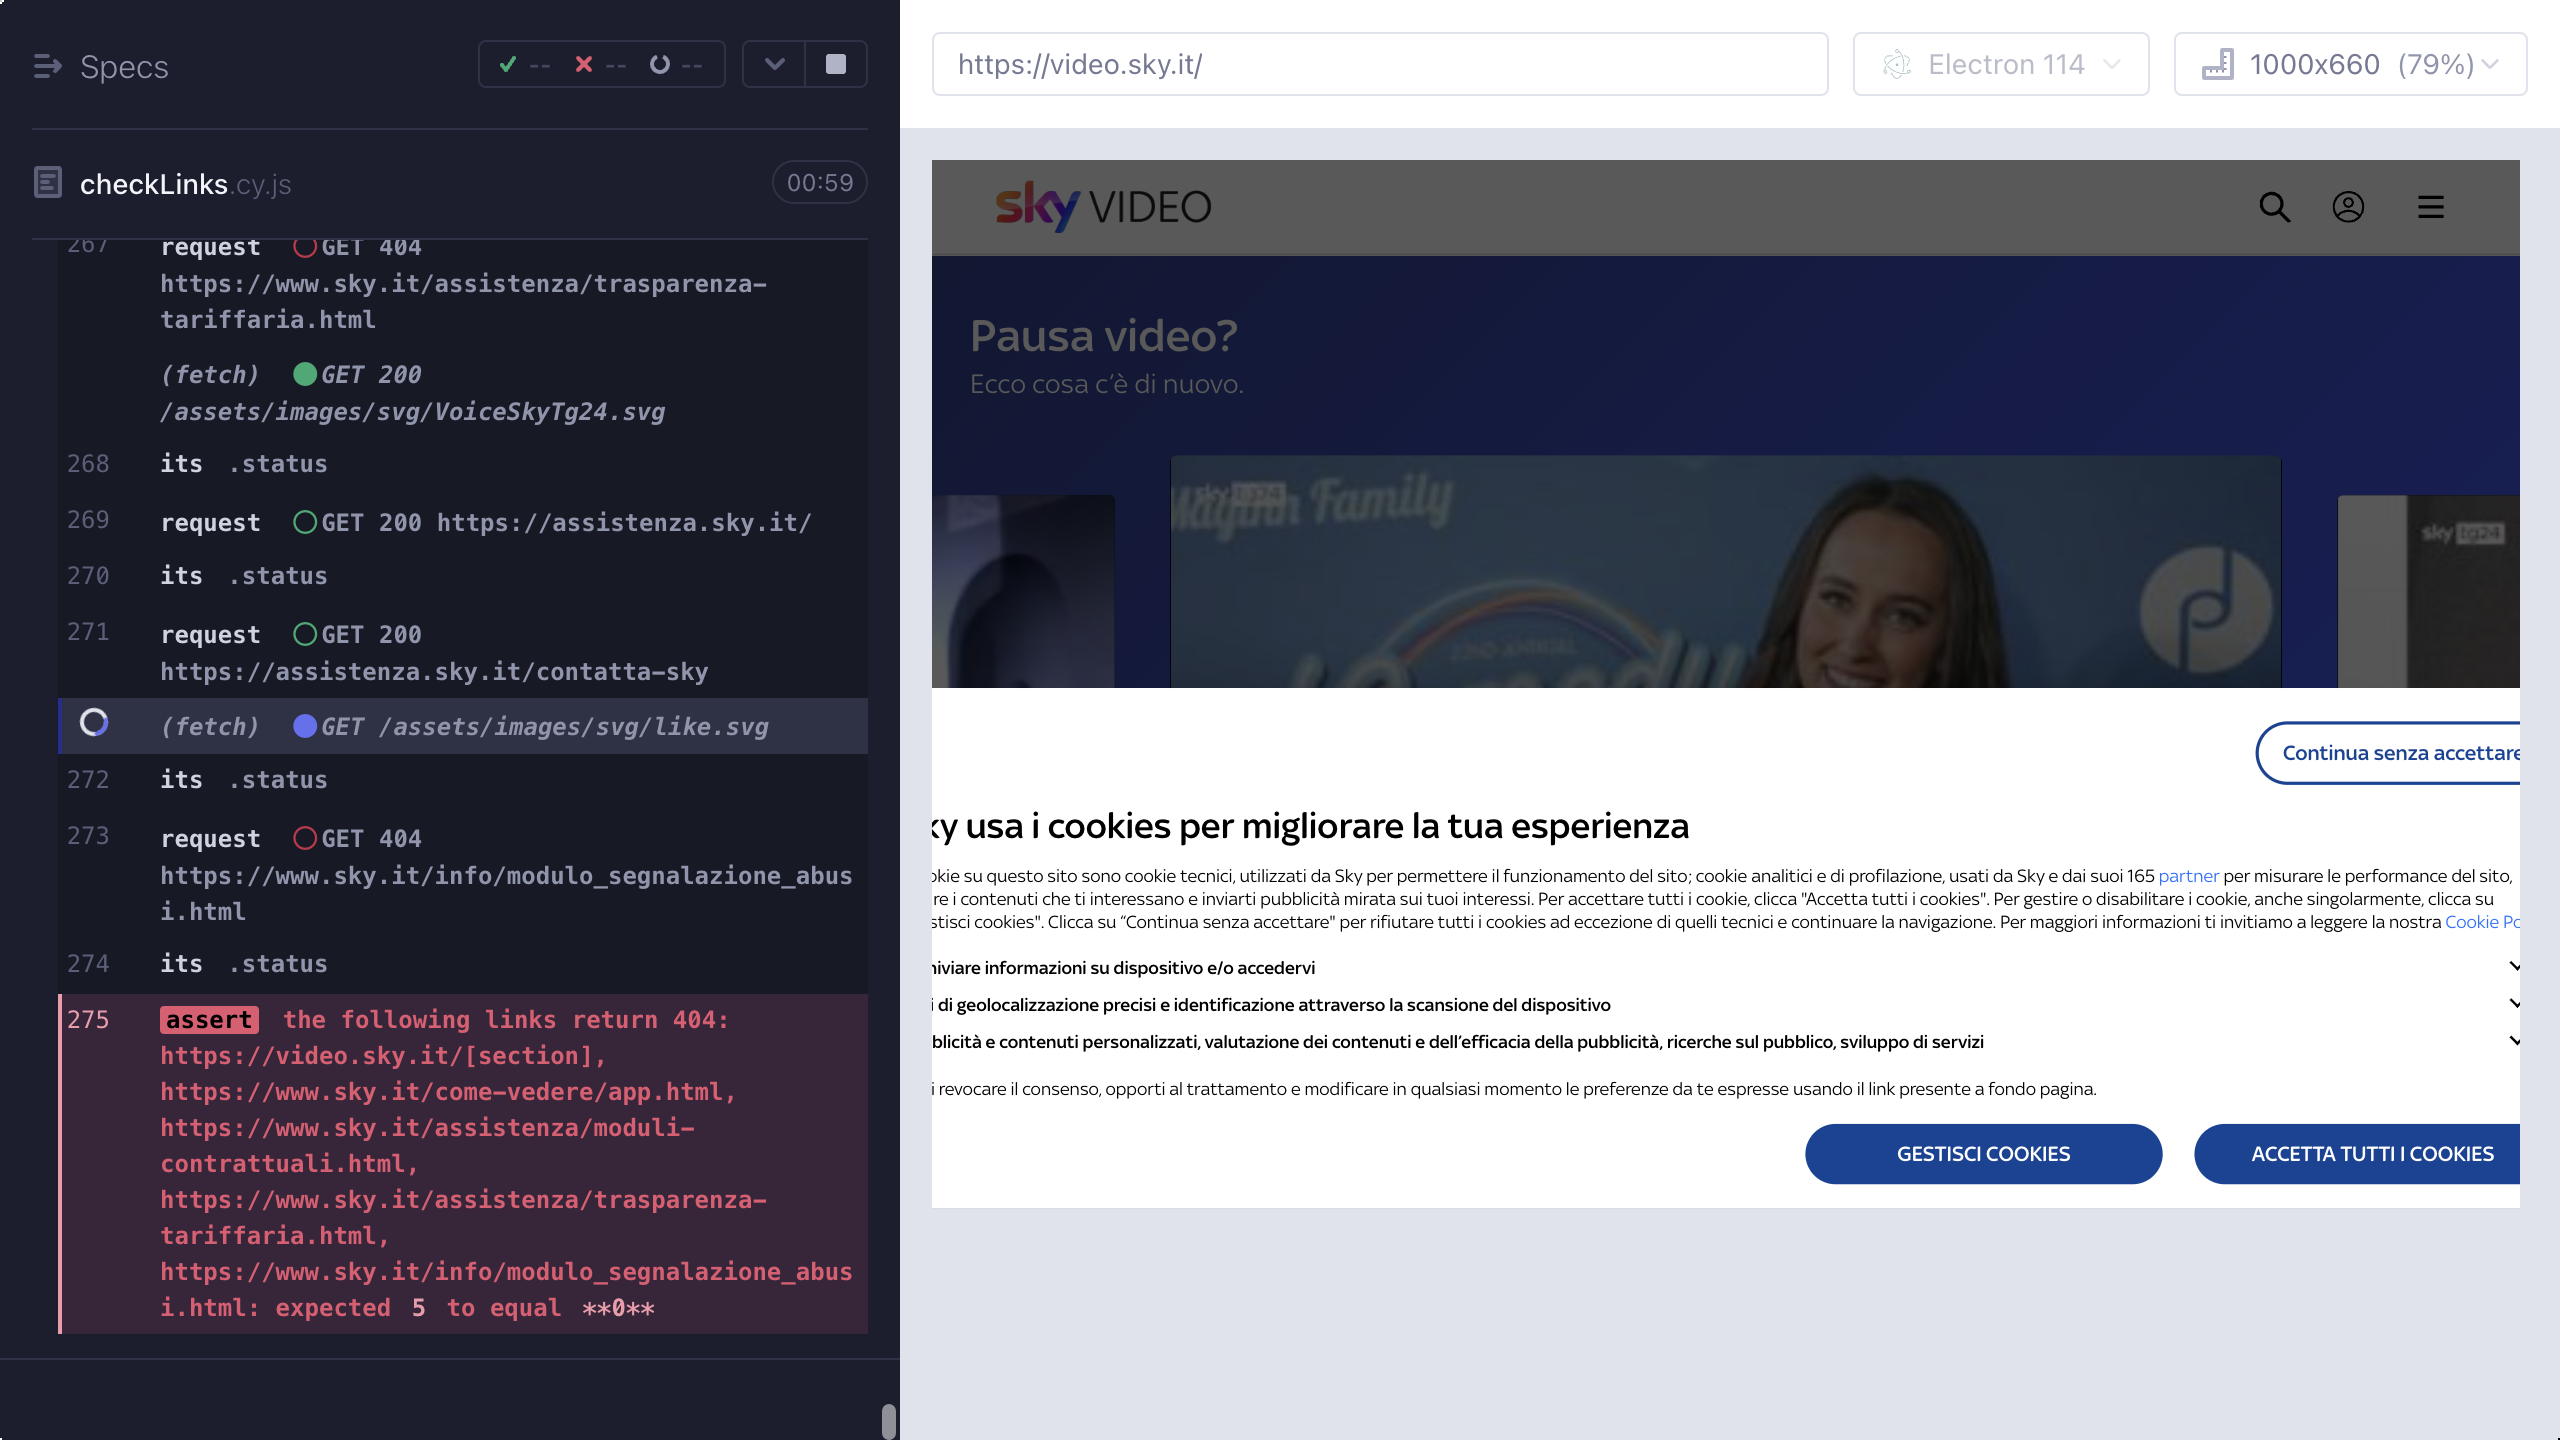 Specs
-- -- --
checkLinks.cy.js 00:59
267 request GET 404
https://www.sky.it/assistenza/trasparenza-
tariffaria.html
(fetch) GET 200
/assets/images/svg/VoiceSkyTg24.svg
268 its .status
269 request GET 200 https://assistenza.sky.it/
270 its .status
271 request GET 200
https://assistenza.sky.it/contatta-sky
(fetch) GET /assets/images/svg/like.svg
272 its .status
273 request GET 404
https://www.sky.it/info/modulo_segnalazione_abus
i.html
274 its .status
275 assert the following links return 404:
https://video.sky.it/[section],
https://www.sky.it/come-vedere/app.html,
https://www.sky.it/assistenza/moduli-
contrattuali.html,
https://www.sky.it/assistenza/trasparenza-
tariffaria.html,
https://www.sky.it/info/modulo_segnalazione_abus
i.html: expected 5 to equal **0**
https://video.sky.it/
Electron 114
1000x660 (79%)
sky VIDEO
Pausa video?
Ecco cosa c'è di nuovo.
sky tg24
Maginn Family
22ND ANNUAL
sky tg24
Continua senza accettare
ky usa i cookies per migliorare la tua esperienza
okie su questo sito sono cookie tecnici, utilizzati da Sky per permettere il funzionamento del sito; cookie analitici e di profilazione, usati da Sky e dai suoi 165 partner per misurare le performance del sito,
re i contenuti che ti interessano e inviarti pubblicità mirata sui tuoi interessi. Per accettare tutti i cookie, clicca "Accetta tutti i cookies". Per gestire o disabilitare i cookie, anche singolarmente, clicca su
stisci cookies". Clicca su “Continua senza accettare" per rifiutare tutti i cookies ad eccezione di quelli tecnici e continuare la navigazione. Per maggiori informazioni ti invitiamo a leggere la nostra Cookie Po
hiviare informazioni su dispositivo e/o accedervi
i di geolocalizzazione precisi e identificazione attraverso la scansione del dispositivo
blicità e contenuti personalizzati, valutazione dei contenuti e dell’efficacia della pubblicità, ricerche sul pubblico, sviluppo di servizi
i revocare il consenso, opporti al trattamento e modificare in qualsiasi momento le preferenze da te espresse usando il link presente a fondo pagina.
GESTISCI COOKIES
ACCETTA TUTTI I COOKIES